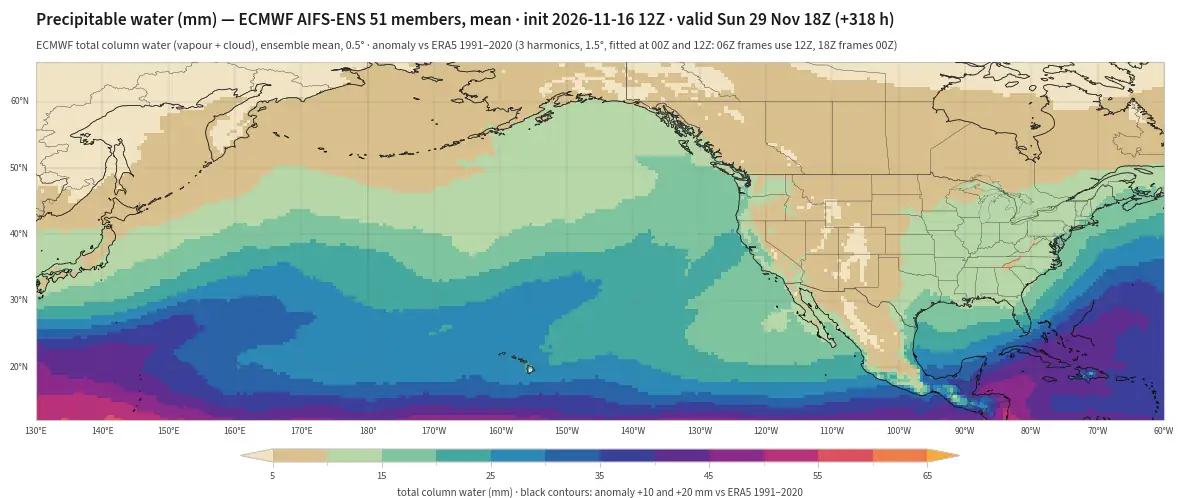 Precipitable water (mm) — ECMWF AIFS-ENS 51 members, mean · init 2026-11-16 12Z · valid Sun 29 Nov 18Z (+318 h)
ECMWF total column water (vapour + cloud), ensemble mean, 0.5° · anomaly vs ERA5 1991–2020 (3 harmonics, 1.5°, fitted at 00Z and 12Z: 06Z frames use 12Z, 18Z frames 00Z)
60°N
50°N
40°N
30°N
20°N
130°E 140°E 150°E 160°E 170°E 180° 170°W 160°W 150°W 140°W 130°W 120°W 110°W 100°W 90°W 80°W 70°W 60°W
5 15 25 35 45 55 65
total column water (mm) · black contours: anomaly +10 and +20 mm vs ERA5 1991–2020